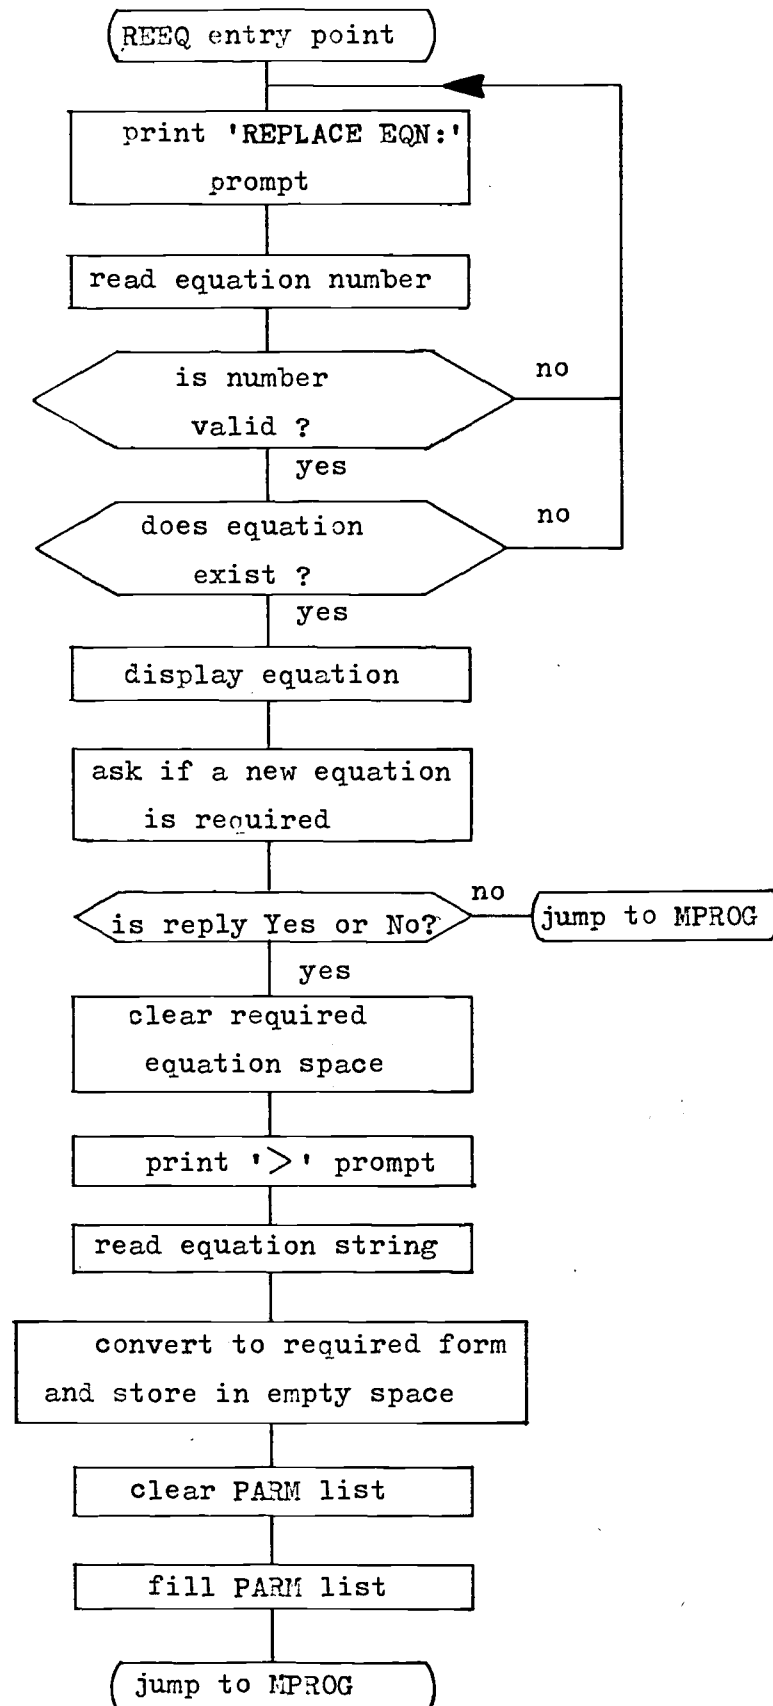 REEQ entry point
print 'REPLACE EQN:'
prompt
read equation number
is number
valid ?
no
yes
does equation
exist ?
no
yes
display equation
ask if a new equation
is required
is reply Yes or No?
no
jump to MPROG
yes
clear required
equation space
print '>' prompt
read equation string
convert to required form
and store in empty space
clear PARM list
fill PARM list
jump to MPROG